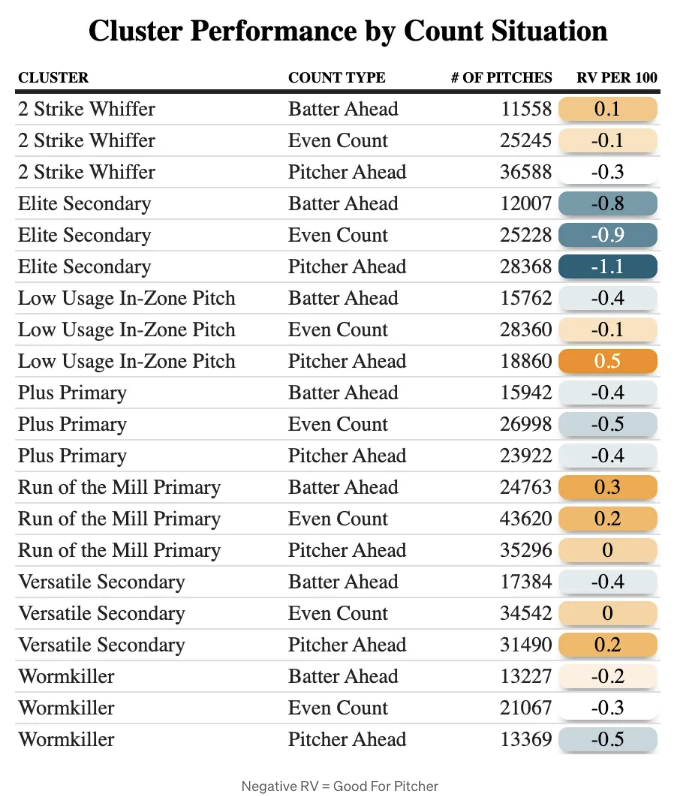 Cluster Performance by Count Situation
CLUSTER COUNT TYPE # OF PITCHES RV PER 100
2 Strike Whiffer Batter Ahead 11558 0.1
2 Strike Whiffer Even Count 25245 -0.1
2 Strike Whiffer Pitcher Ahead 36588 -0.3
Elite Secondary Batter Ahead 12007 -0.8
Elite Secondary Even Count 25228 -0.9
Elite Secondary Pitcher Ahead 28368 -1.1
Low Usage In-Zone Pitch Batter Ahead 15762 -0.4
Low Usage In-Zone Pitch Even Count 28360 -0.1
Low Usage In-Zone Pitch Pitcher Ahead 18860 0.5
Plus Primary Batter Ahead 15942 -0.4
Plus Primary Even Count 26998 -0.5
Plus Primary Pitcher Ahead 23922 -0.4
Run of the Mill Primary Batter Ahead 24763 0.3
Run of the Mill Primary Even Count 43620 0.2
Run of the Mill Primary Pitcher Ahead 35296 0
Versatile Secondary Batter Ahead 17384 -0.4
Versatile Secondary Even Count 34542 0
Versatile Secondary Pitcher Ahead 31490 0.2
Wormkiller Batter Ahead 13227 -0.2
Wormkiller Even Count 21067 -0.3
Wormkiller Pitcher Ahead 13369 -0.5
Negative RV = Good For Pitcher